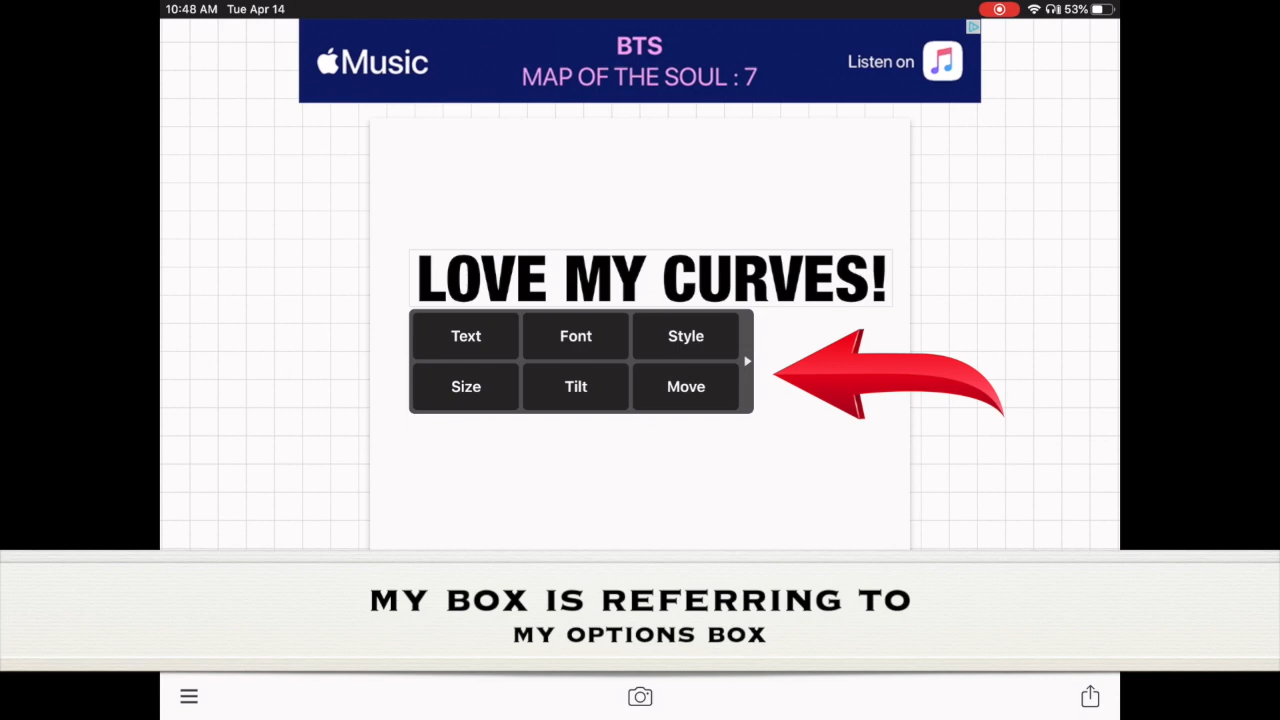 10:48 AM Tue Apr 14 53%
BTS
Music MAP OF THE SOUL : 7 Listen on
LOVE MY CURVES!
Text Font Style
Size Tilt Move
MY BOX IS REFERRING TO
MY OPTIONS BOX